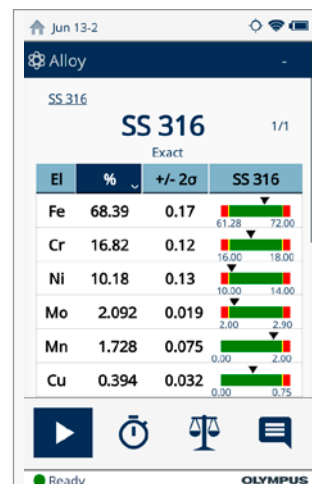 Jun 13-2
Alloy -
SS 316
SS 316 1/1
Exact
El % +/- 2σ SS 316
Fe 68.39 0.17 61.28 72.00
Cr 16.82 0.12 16.00 18.00
Ni 10.18 0.13 10.00 14.00
Mo 2.092 0.019 2.00 2.90
Mn 1.728 0.075 0.00 2.00
Cu 0.394 0.032 0.00 0.75
Ready OLYMPUS